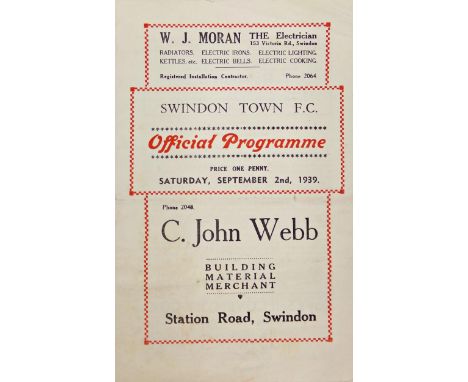 W. J. MORAN THE Electrician
153 Victoria Rd., Swindon
RADIATORS. ELECTRIC IRONS. ELECTRIC LIGHTING.
KETTLES, etc. ELECTRIC BELLS. ELECTRIC COOKING.
Registered Installation Contractor. Phone 2064.
SWINDON TOWN F.C.
Official Programme
PRICE ONE PENNY.
SATURDAY, SEPTEMBER 2nd, 1939.
Phone 2048.
C. John Webb
BUILDING
MATERIAL
MERCHANT
Station Road, Swindon